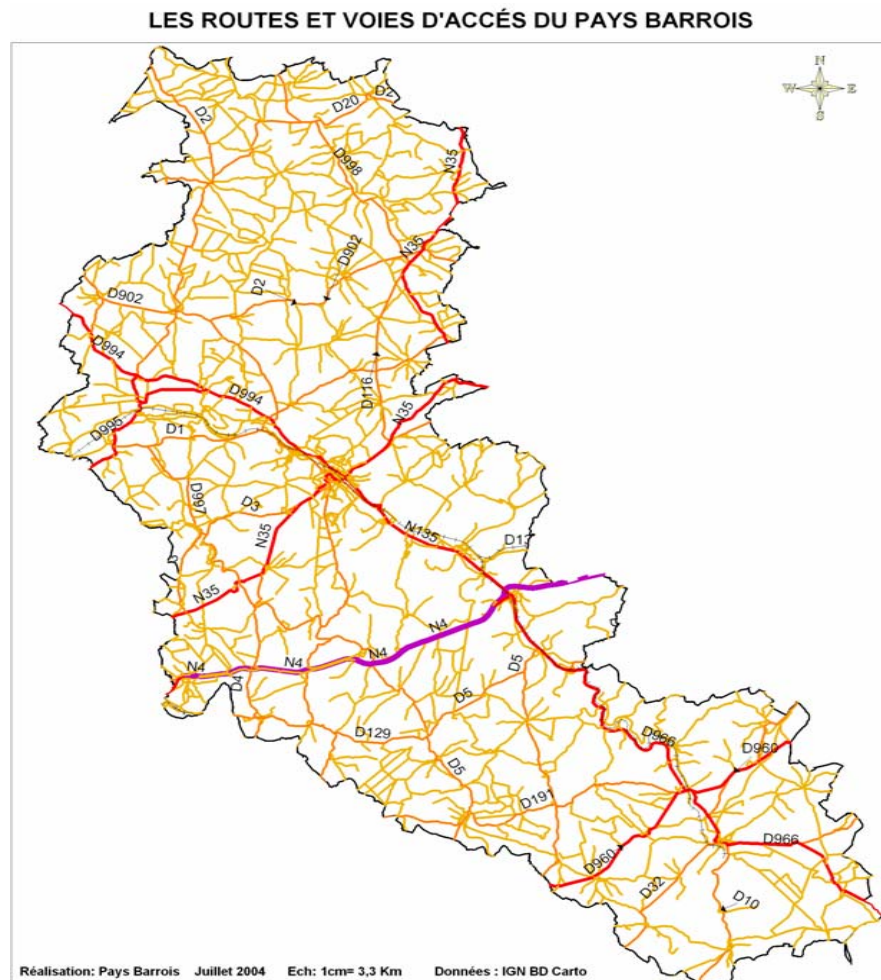 LES ROUTES ET VOIES D'ACCÉS DU PAYS BARROIS
N
W E
S
D2
D20
D2
N35
D998
D902
N35
D2
D902
D994
D994
D116
N35
D995
D1
D997
D3
N35
N135
D13
N35
N4
N4
N4
N4
D4
D5
D5
D129
D5
D966
D960
D191
D966
D960
D32
D10
Réalisation: Pays Barrois Juillet 2004 Ech: 1cm= 3,3 Km Données : IGN BD Carto